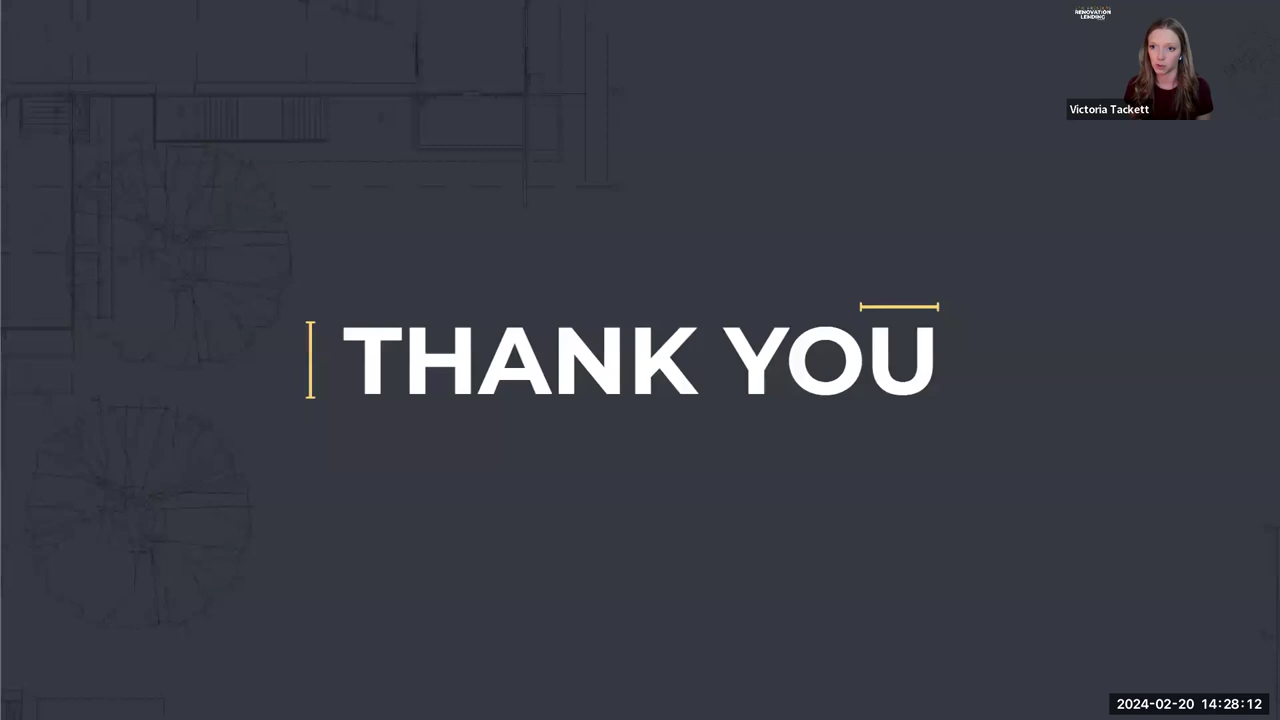 RENOVATION
LENDING
Victoria Tackett
THANK YOU
2024-02-20 14:28:12